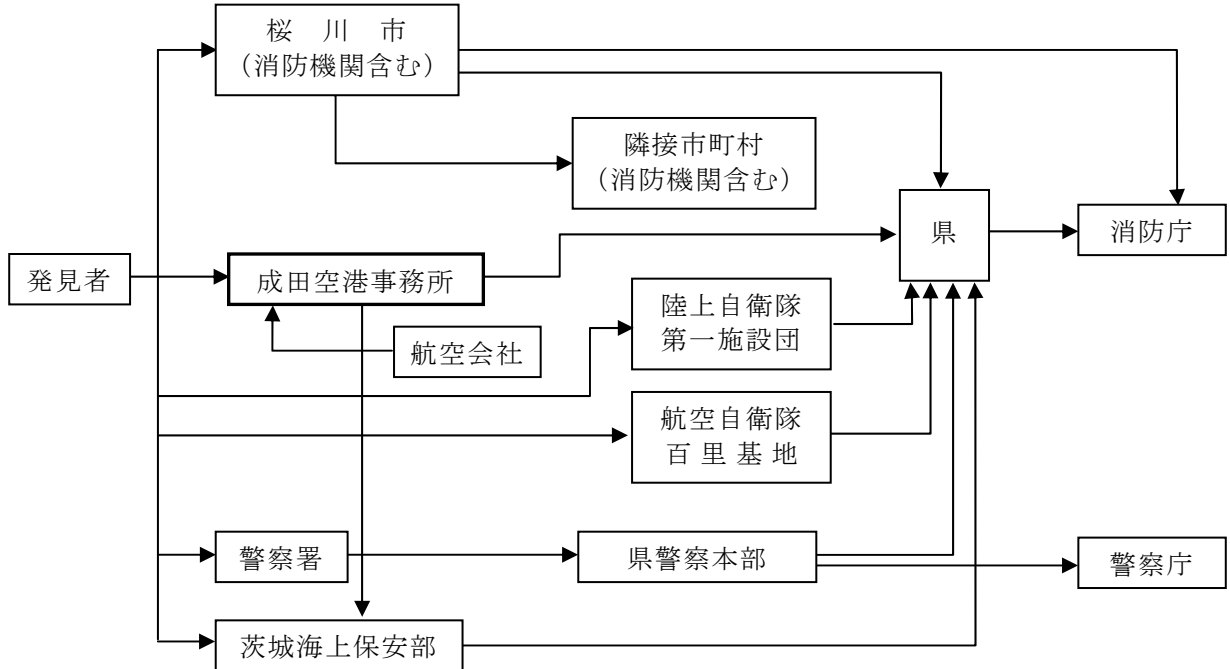 桜 川 市
（消防機関含む）
隣接市町村
（消防機関含む）
県
消防庁
発見者
成田空港事務所
陸上自衛隊
第一施設団
航空会社
航空自衛隊
百 里 基 地
警察署
県警察本部
警察庁
茨城海上保安部